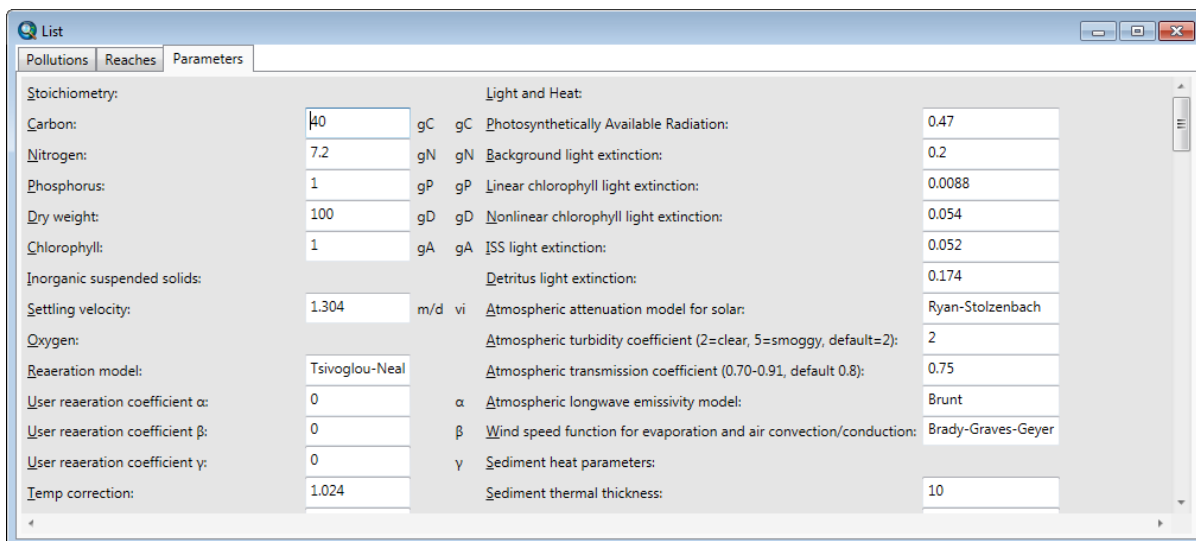 List
Pollutions Reaches Parameters
Stoichiometry: Light and Heat:
Carbon: 40 gC gC Photosynthetically Available Radiation: 0.47
Nitrogen: 7.2 gN gN Background light extinction: 0.2
Phosphorus: 1 gP gP Linear chlorophyll light extinction: 0.0088
Dry weight: 100 gD gD Nonlinear chlorophyll light extinction: 0.054
Chlorophyll: 1 gA gA ISS light extinction: 0.052
Inorganic suspended solids: Detritus light extinction: 0.174
Settling velocity: 1.304 m/d vi Atmospheric attenuation model for solar: Ryan-Stolzenbach
Oxygen: Atmospheric turbidity coefficient (2=clear, 5=smoggy, default=2): 2
Reaeration model: Tsivoglou-Neal Atmospheric transmission coefficient (0.70-0.91, default 0.8): 0.75
User reaeration coefficient α: 0 α Atmospheric longwave emissivity model: Brunt
User reaeration coefficient β: 0 β Wind speed function for evaporation and air convection/conduction: Brady-Graves-Geyer
User reaeration coefficient γ: 0 γ Sediment heat parameters:
Temp correction: 1.024 Sediment thermal thickness: 10